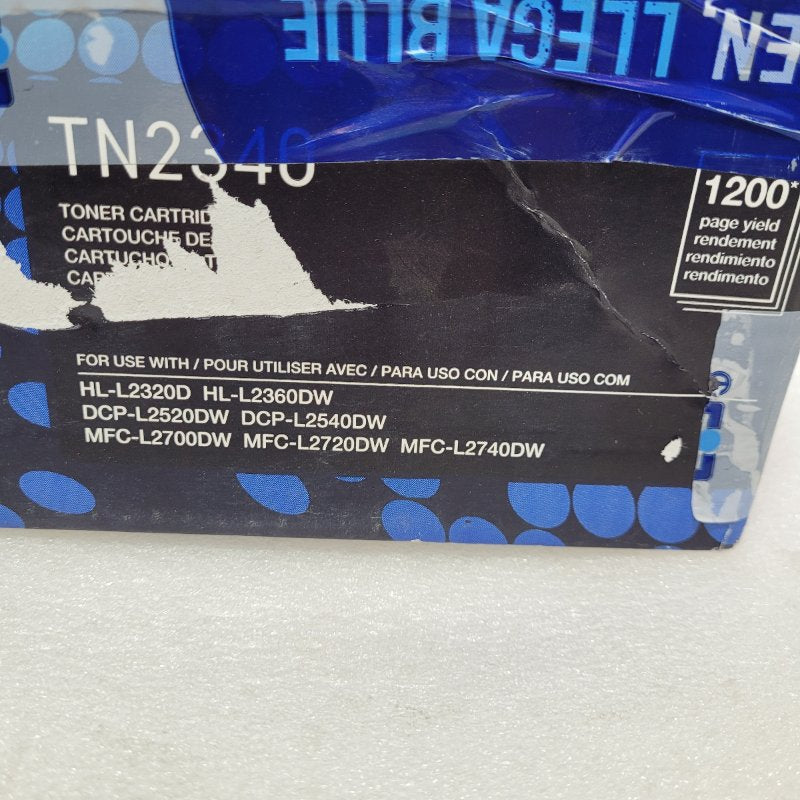 EN, LLEGA BLUE
TN2340
TONER CARTRID
CARTOUCHE DE
CARTUCHO
CAR
1200*
page yield
rendement
rendimiento
rendimento
FOR USE WITH / POUR UTILISER AVEC / PARA USO CON / PARA USO COM
HL-L2320D HL-L2360DW
DCP-L2520DW DCP-L2540DW
MFC-L2700DW MFC-L2720DW MFC-L2740DW